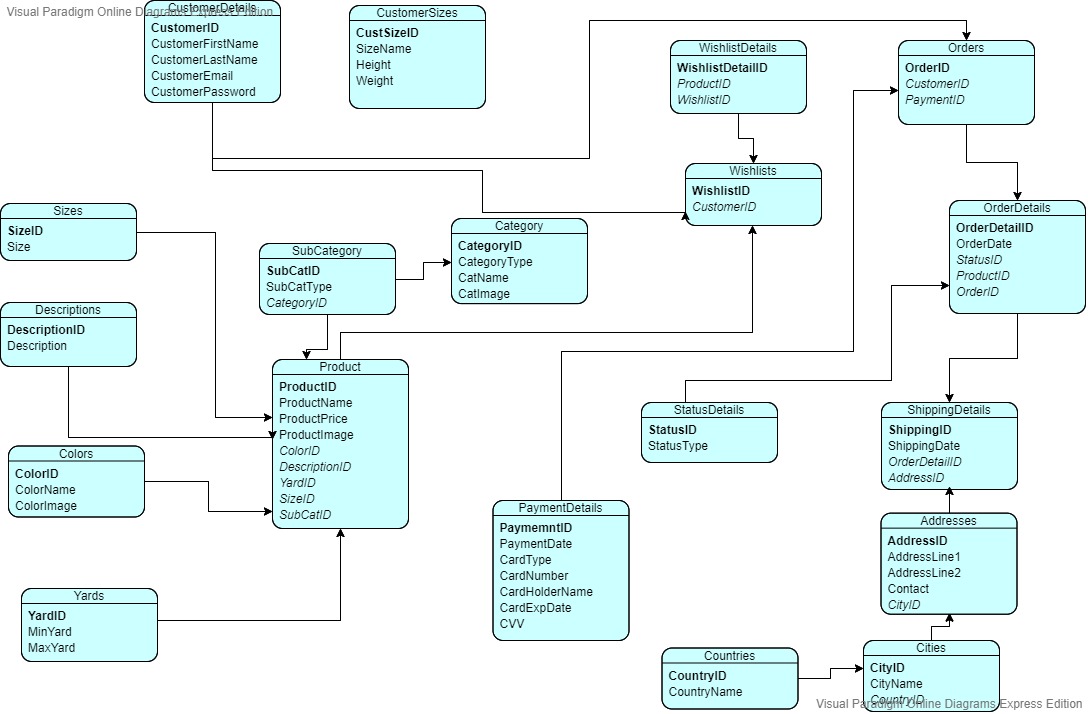 Visual Paradigm Online Diagrams Express Edition
CustomerDetails
CustomerID
CustomerFirstName
CustomerLastName
CustomerEmail
CustomerPassword
CustomerSizes
CustSizeID
SizeName
Height
Weight
WishlistDetails
WishlistDetailID
ProductID
WishlistID
Orders
OrderID
CustomerID
PaymentID
Wishlists
WishlistID
CustomerID
Sizes
SizeID
Size
SubCategory
SubCatID
SubCatType
CategoryID
Category
CategoryID
CategoryType
CatName
CatImage
OrderDetails
OrderDetailID
OrderDate
StatusID
ProductID
OrderID
Descriptions
DescriptionID
Description
Product
ProductID
ProductName
ProductPrice
ProductImage
ColorID
DescriptionID
YardID
SizeID
SubCatID
StatusDetails
StatusID
StatusType
ShippingDetails
ShippingID
ShippingDate
OrderDetailID
AddressID
Colors
ColorID
ColorName
ColorImage
PaymentDetails
PaymemntID
PaymentDate
CardType
CardNumber
CardHolderName
CardExpDate
CVV
Addresses
AddressID
AddressLine1
AddressLine2
Contact
CityID
Yards
YardID
MinYard
MaxYard
Countries
CountryID
CountryName
Cities
CityID
CityName
CountryID
Visual Paradigm Online Diagrams Express Edition